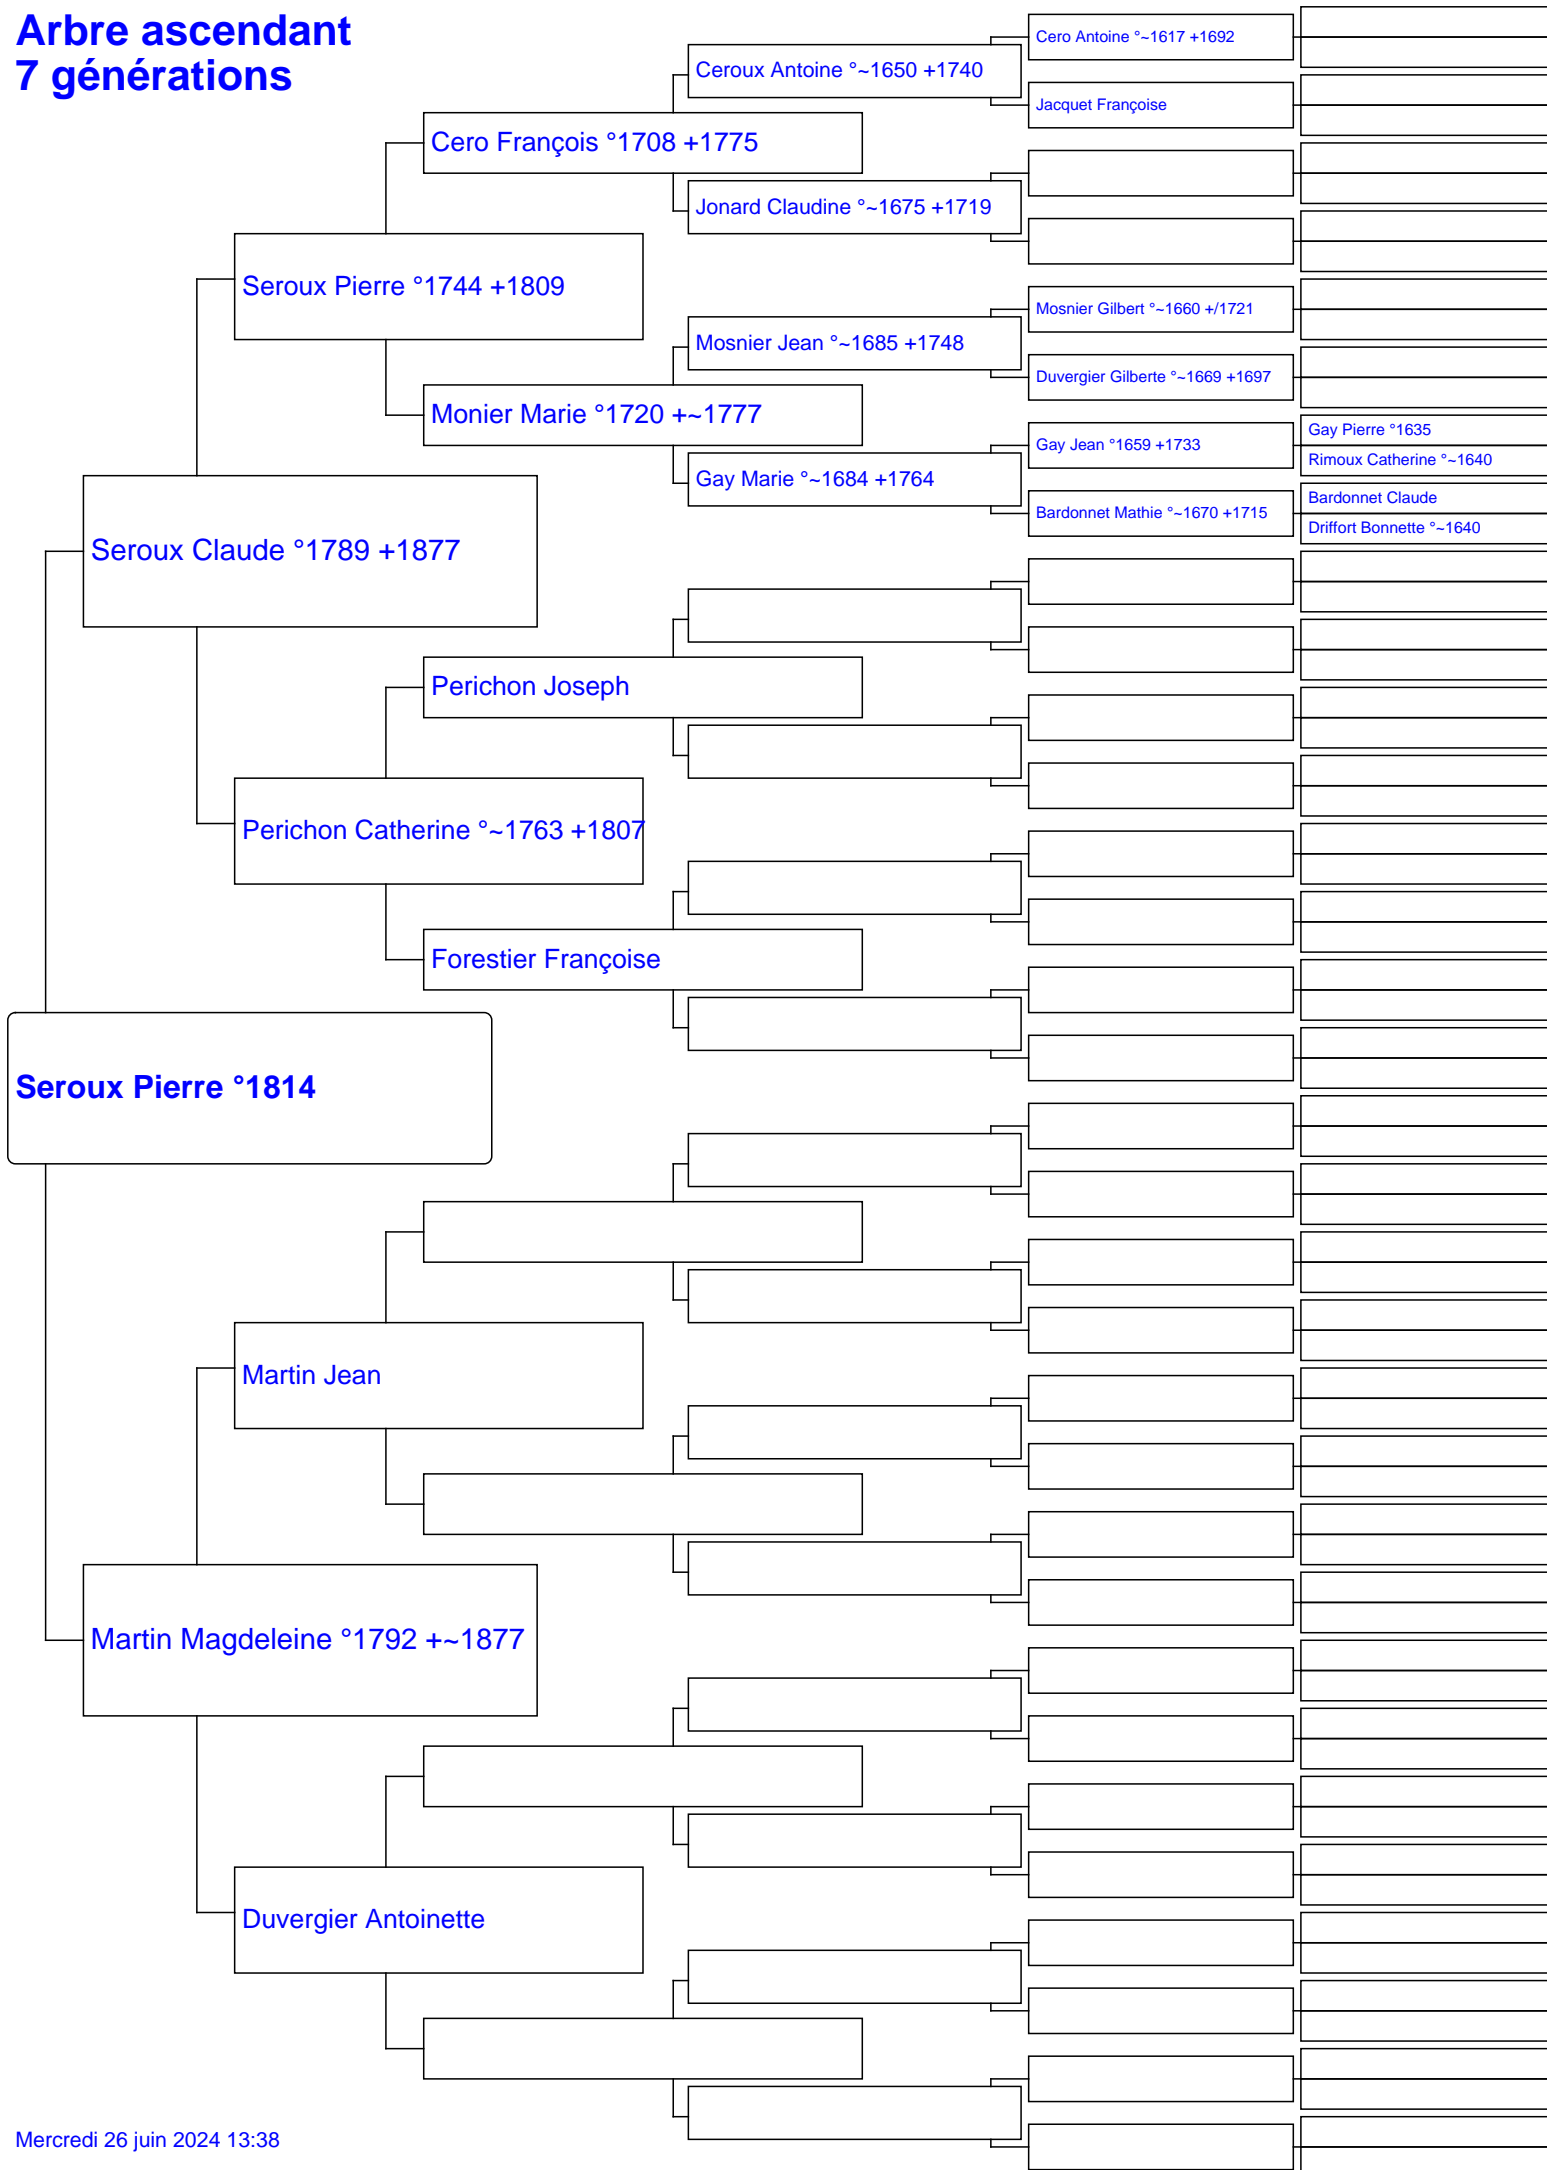 Arbre ascendant
7 générations
Cero Antoine °~1617 +1692
Ceroux Antoine °~1650 +1740
Jacquet Françoise
Cero François °1708 +1775
Jonard Claudine °~1675 +1719
Seroux Pierre °1744 +1809
Mosnier Gilbert °~1660 +/1721
Mosnier Jean °~1685 +1748
Duvergier Gilberte °~1669 +1697
Monier Marie °1720 +~1777
Gay Pierre °1635
Gay Jean °1659 +1733
Rimoux Catherine °~1640
Gay Marie °~1684 +1764
Bardonnet Claude
Bardonnet Mathie °~1670 +1715
Driffort Bonnette °~1640
Seroux Claude °1789 +1877
Perichon Joseph
Perichon Catherine °~1763 +1807
Forestier Françoise
Seroux Pierre °1814
Martin Jean
Martin Magdeleine °1792 +~1877
Duvergier Antoinette
Mercredi 26 juin 2024 13:38